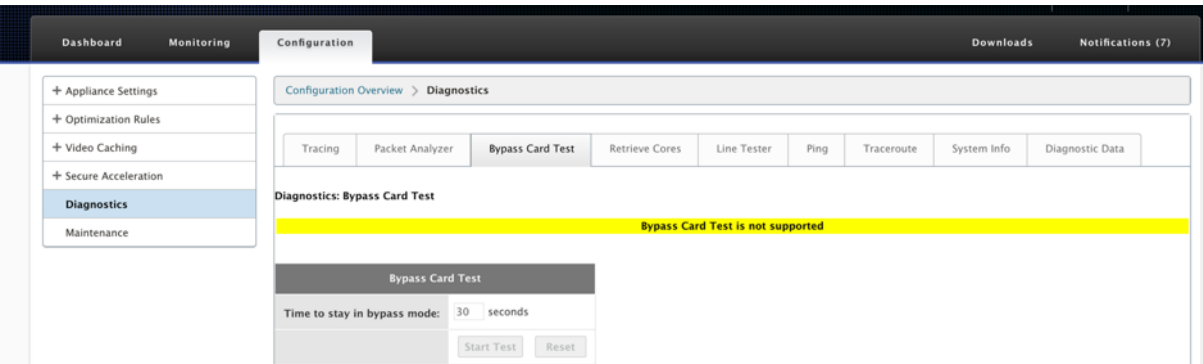 Dashboard Monitoring Configuration Downloads Notifications (7)
+ Appliance Settings
+ Optimization Rules
+ Video Caching
+ Secure Acceleration
Diagnostics
Maintenance
Configuration Overview > Diagnostics
Tracing Packet Analyzer Bypass Card Test Retrieve Cores Line Tester Ping Traceroute System Info Diagnostic Data
Diagnostics: Bypass Card Test
Bypass Card Test is not supported
Bypass Card Test
Time to stay in bypass mode: 30 seconds
Start Test Reset